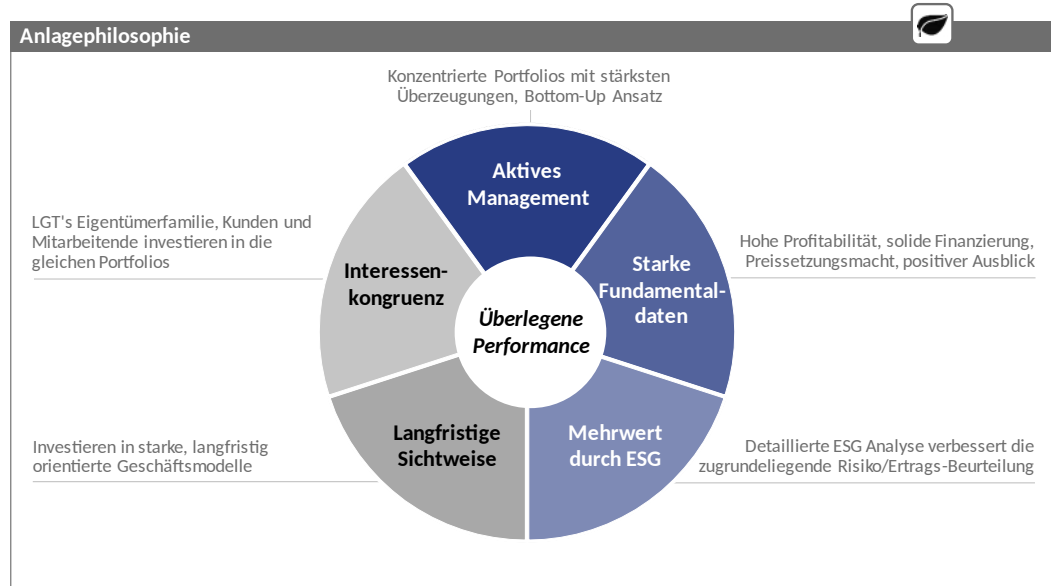 Anlagephilosophie
Konzentrierte Portfolios mit stärksten
Überzeugungen, Bottom-Up Ansatz
Aktives
Management
LGT's Eigentümerfamilie, Kunden und
Mitarbeitende investieren in die
gleichen Portfolios
Interessen-
kongruenz
Starke
Fundamental-
daten
Hohe Profitabilität, solide Finanzierung,
Preissetzungsmacht, positiver Ausblick
Überlegene
Performance
Investieren in starke, langfristig
orientierte Geschäftsmodelle
Langfristige
Sichtweise
Mehrwert
durch ESG
Detaillierte ESG Analyse verbessert die
zugrundeliegende Risiko/Ertrags-Beurteilung